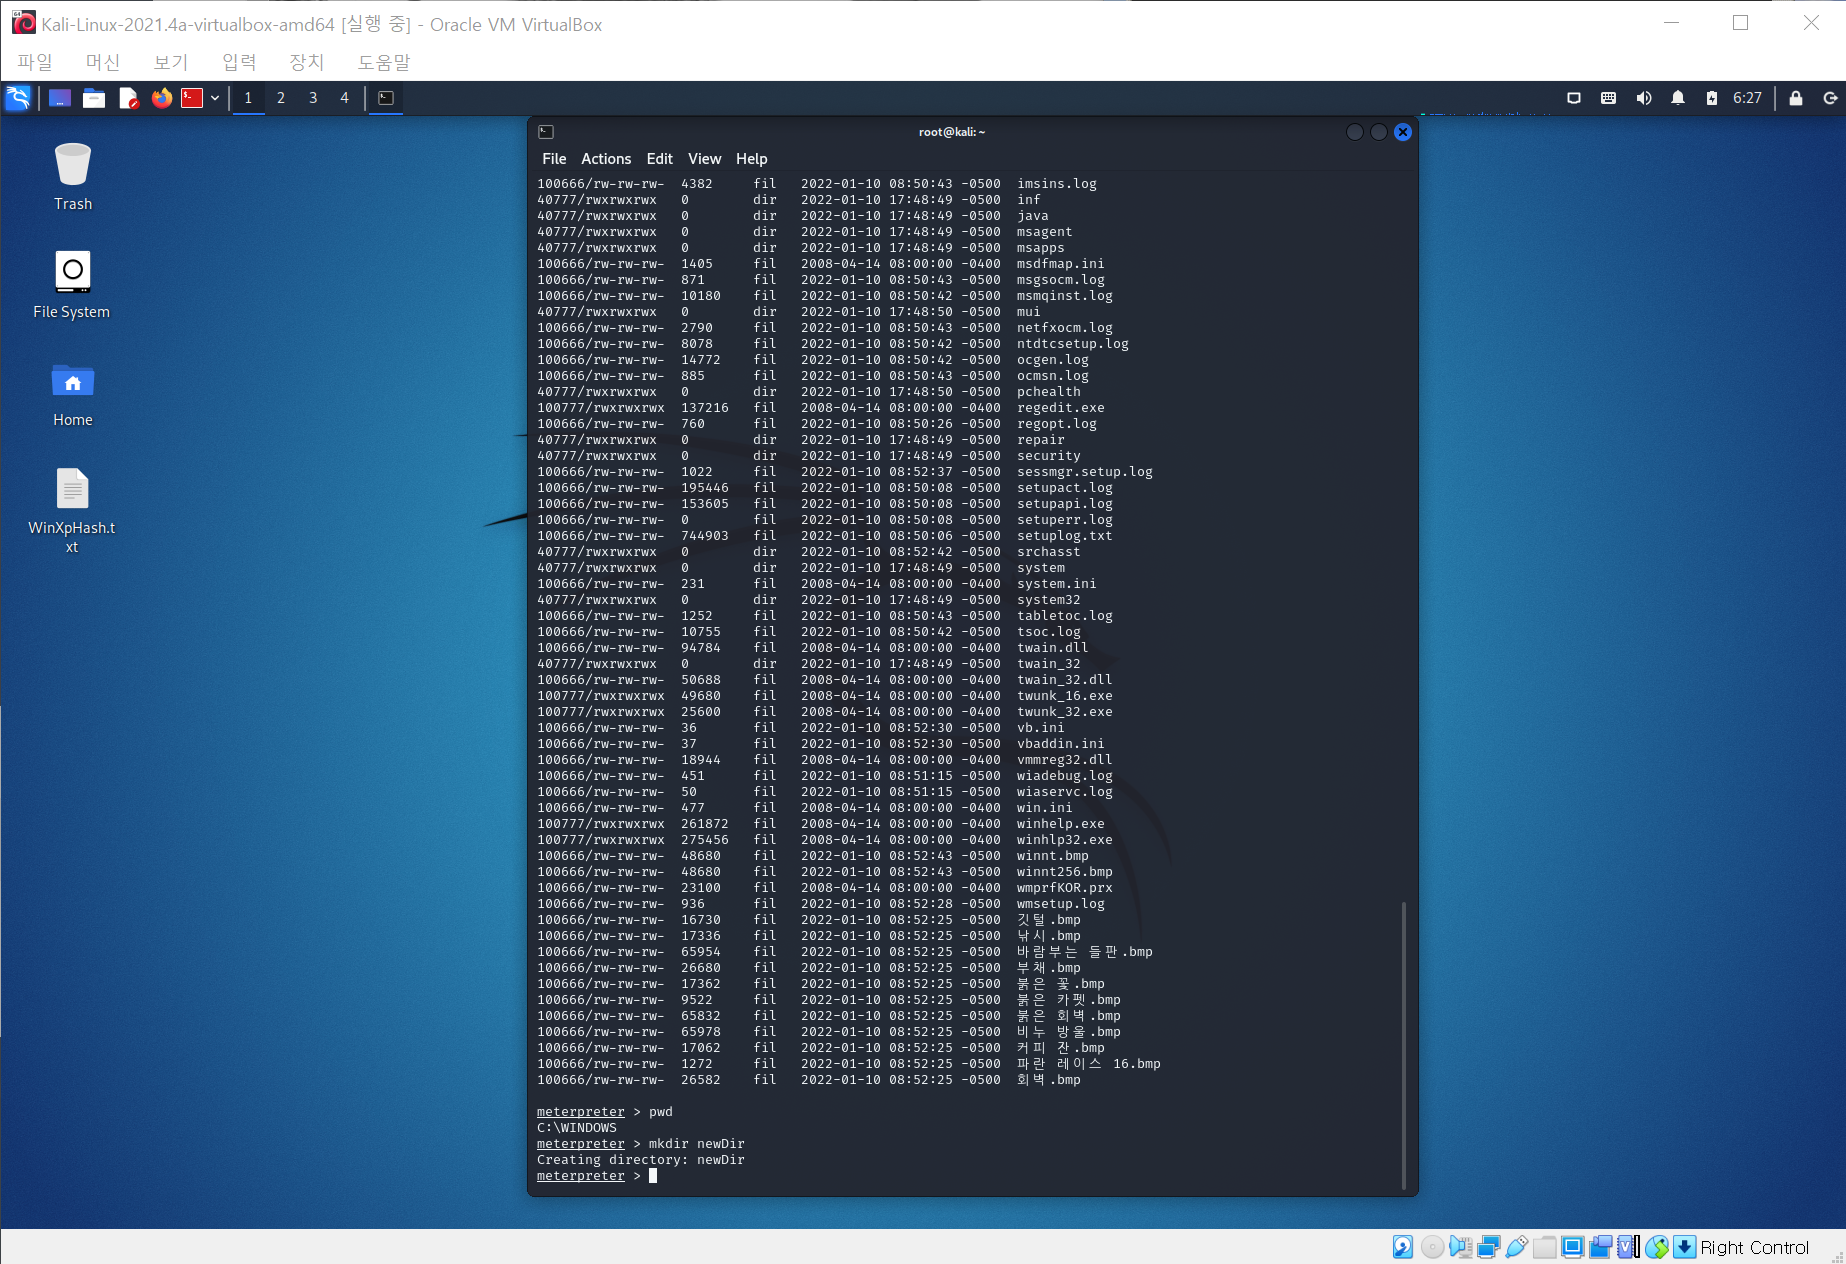 Kali-Linux-2021.4a-virtualbox-amd64 [실행 중] - Oracle VM VirtualBox
파일 머신 보기 입력 장치 도움말
1 2 3 4 6:27
root@kali: ~
File Actions Edit View Help
Trash
File System
Home
WinXpHash.t
xt
100666/rw-rw-rw- 4382 fil 2022-01-10 08:50:43 -0500 imsins.log
40777/rwxrwxrwx 0 dir 2022-01-10 17:48:49 -0500 inf
40777/rwxrwxrwx 0 dir 2022-01-10 17:48:49 -0500 java
40777/rwxrwxrwx 0 dir 2022-01-10 17:48:49 -0500 msagent
40777/rwxrwxrwx 0 dir 2022-01-10 17:48:49 -0500 msapps
100666/rw-rw-rw- 1405 fil 2008-04-14 08:00:00 -0400 msdfmap.ini
100666/rw-rw-rw- 871 fil 2022-01-10 08:50:43 -0500 msgsocm.log
100666/rw-rw-rw- 10180 fil 2022-01-10 08:50:42 -0500 msmqinst.log
40777/rwxrwxrwx 0 dir 2022-01-10 17:48:50 -0500 mui
100666/rw-rw-rw- 2790 fil 2022-01-10 08:50:43 -0500 netfxocm.log
100666/rw-rw-rw- 8078 fil 2022-01-10 08:50:42 -0500 ntdtcsetup.log
100666/rw-rw-rw- 14772 fil 2022-01-10 08:50:42 -0500 ocgen.log
100666/rw-rw-rw- 885 fil 2022-01-10 08:50:43 -0500 ocmsn.log
40777/rwxrwxrwx 0 dir 2022-01-10 17:48:50 -0500 pchealth
100777/rwxrwxrwx 137216 fil 2008-04-14 08:00:00 -0400 regedit.exe
100666/rw-rw-rw- 760 fil 2022-01-10 08:50:26 -0500 regopt.log
40777/rwxrwxrwx 0 dir 2022-01-10 17:48:49 -0500 repair
40777/rwxrwxrwx 0 dir 2022-01-10 17:48:49 -0500 security
100666/rw-rw-rw- 1022 fil 2022-01-10 08:52:37 -0500 sessmgr.setup.log
100666/rw-rw-rw- 195446 fil 2022-01-10 08:50:08 -0500 setupact.log
100666/rw-rw-rw- 153605 fil 2022-01-10 08:50:08 -0500 setupapi.log
100666/rw-rw-rw- 0 fil 2022-01-10 08:50:08 -0500 setuperr.log
100666/rw-rw-rw- 744903 fil 2022-01-10 08:50:06 -0500 setuplog.txt
40777/rwxrwxrwx 0 dir 2022-01-10 08:52:42 -0500 srchasst
40777/rwxrwxrwx 0 dir 2022-01-10 17:48:49 -0500 system
100666/rw-rw-rw- 231 fil 2008-04-14 08:00:00 -0400 system.ini
40777/rwxrwxrwx 0 dir 2022-01-10 17:48:49 -0500 system32
100666/rw-rw-rw- 1252 fil 2022-01-10 08:50:43 -0500 tabletoc.log
100666/rw-rw-rw- 10755 fil 2022-01-10 08:50:42 -0500 tsoc.log
100666/rw-rw-rw- 94784 fil 2008-04-14 08:00:00 -0400 twain.dll
40777/rwxrwxrwx 0 dir 2022-01-10 17:48:49 -0500 twain_32
100666/rw-rw-rw- 50688 fil 2008-04-14 08:00:00 -0400 twain_32.dll
100777/rwxrwxrwx 49680 fil 2008-04-14 08:00:00 -0400 twunk_16.exe
100777/rwxrwxrwx 25600 fil 2008-04-14 08:00:00 -0400 twunk_32.exe
100666/rw-rw-rw- 36 fil 2022-01-10 08:52:30 -0500 vb.ini
100666/rw-rw-rw- 37 fil 2022-01-10 08:52:30 -0500 vbaddin.ini
100666/rw-rw-rw- 18944 fil 2008-04-14 08:00:00 -0400 vmmreg32.dll
100666/rw-rw-rw- 451 fil 2022-01-10 08:51:15 -0500 wiadebug.log
100666/rw-rw-rw- 50 fil 2022-01-10 08:51:15 -0500 wiaservc.log
100666/rw-rw-rw- 477 fil 2008-04-14 08:00:00 -0400 win.ini
100777/rwxrwxrwx 261872 fil 2008-04-14 08:00:00 -0400 winhelp.exe
100777/rwxrwxrwx 275456 fil 2008-04-14 08:00:00 -0400 winhlp32.exe
100666/rw-rw-rw- 48680 fil 2022-01-10 08:52:43 -0500 winnt.bmp
100666/rw-rw-rw- 48680 fil 2022-01-10 08:52:43 -0500 winnt256.bmp
100666/rw-rw-rw- 23100 fil 2008-04-14 08:00:00 -0400 wmprfKOR.prx
100666/rw-rw-rw- 936 fil 2022-01-10 08:52:28 -0500 wmsetup.log
100666/rw-rw-rw- 16730 fil 2022-01-10 08:52:25 -0500 깃털.bmp
100666/rw-rw-rw- 17336 fil 2022-01-10 08:52:25 -0500 낚시.bmp
100666/rw-rw-rw- 65954 fil 2022-01-10 08:52:25 -0500 바람부는 들판.bmp
100666/rw-rw-rw- 26680 fil 2022-01-10 08:52:25 -0500 부채.bmp
100666/rw-rw-rw- 17362 fil 2022-01-10 08:52:25 -0500 붉은 꽃.bmp
100666/rw-rw-rw- 9522 fil 2022-01-10 08:52:25 -0500 붉은 카펫.bmp
100666/rw-rw-rw- 65832 fil 2022-01-10 08:52:25 -0500 붉은 회벽.bmp
100666/rw-rw-rw- 65978 fil 2022-01-10 08:52:25 -0500 비누 방울.bmp
100666/rw-rw-rw- 17062 fil 2022-01-10 08:52:25 -0500 커피 잔.bmp
100666/rw-rw-rw- 1272 fil 2022-01-10 08:52:25 -0500 파란 레이스 16.bmp
100666/rw-rw-rw- 26582 fil 2022-01-10 08:52:25 -0500 회벽.bmp
meterpreter > pwd
C:\WINDOWS
meterpreter > mkdir newDir
Creating directory: newDir
meterpreter >
Right Control